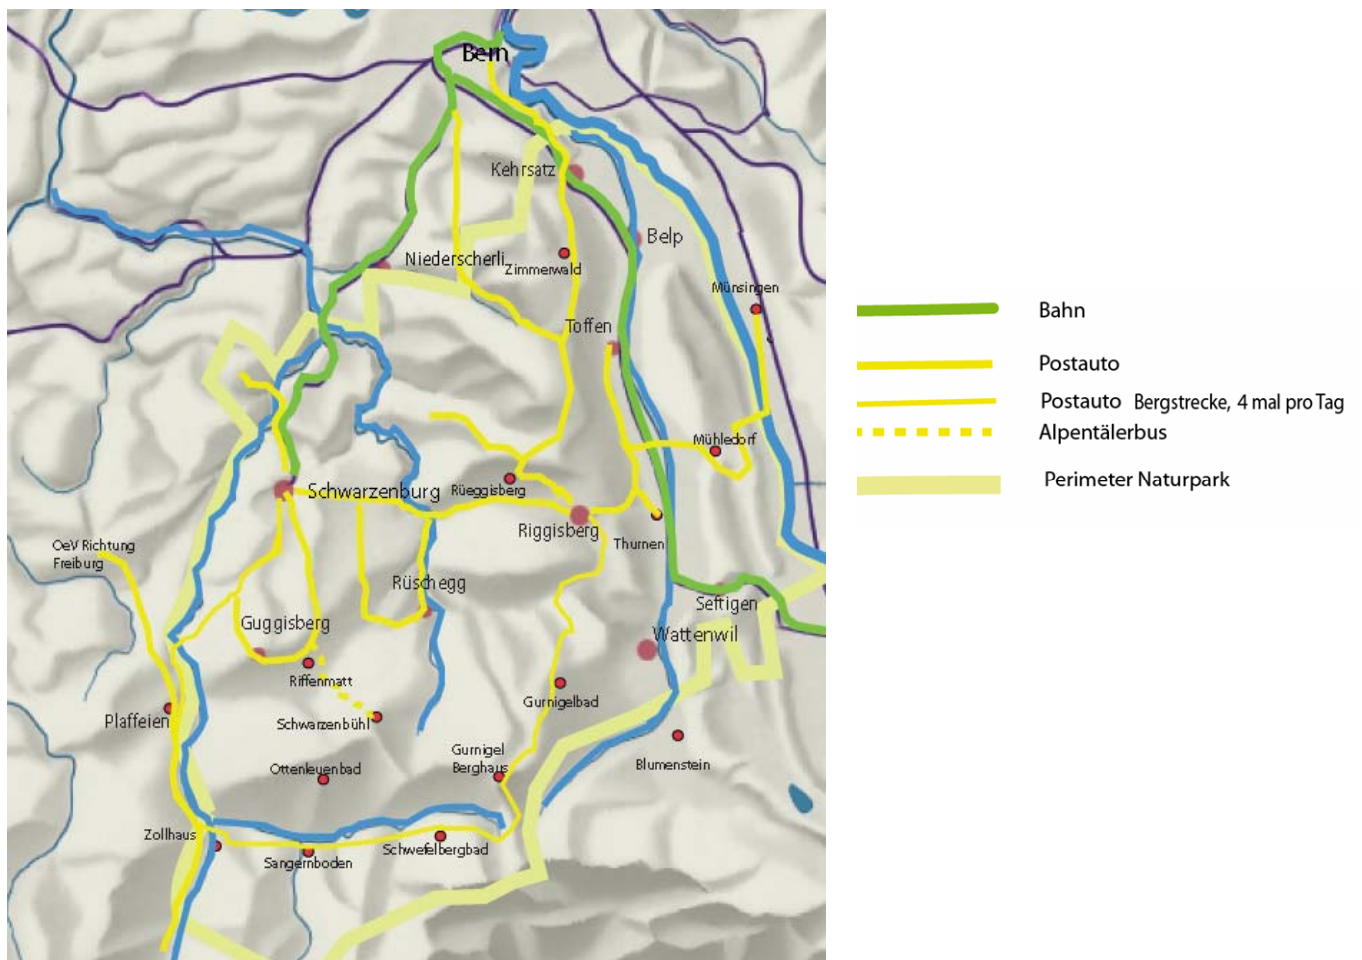 Bern
Kehrsatz
Belp
Niederscherli
Zimmerwald
Münsingen
Toffen
Mühledorf
Schwarzenburg
Rüeggisberg
Riggisberg
Thurnen
OeV Richtung
Freiburg
Rüschegg
Seftigen
Guggisberg
Wattenwil
Riffenmatt
Gurnigelbad
Plaffeien
Schwarzenbühl
Gurnigel
Berghaus
Ottenleuenbad
Blumenstein
Zollhaus
Sangernboden
Schwefelbergbad
Bahn
Postauto
Postauto Bergstrecke, 4 mal pro Tag
Alpentälerbus
Perimeter Naturpark